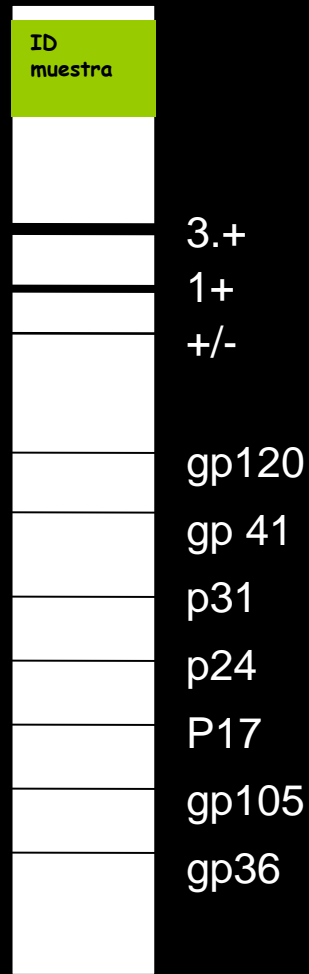 ID
muestra
3.+
1+
+/-
gp120
gp 41
p31
p24
P17
gp105
gp36